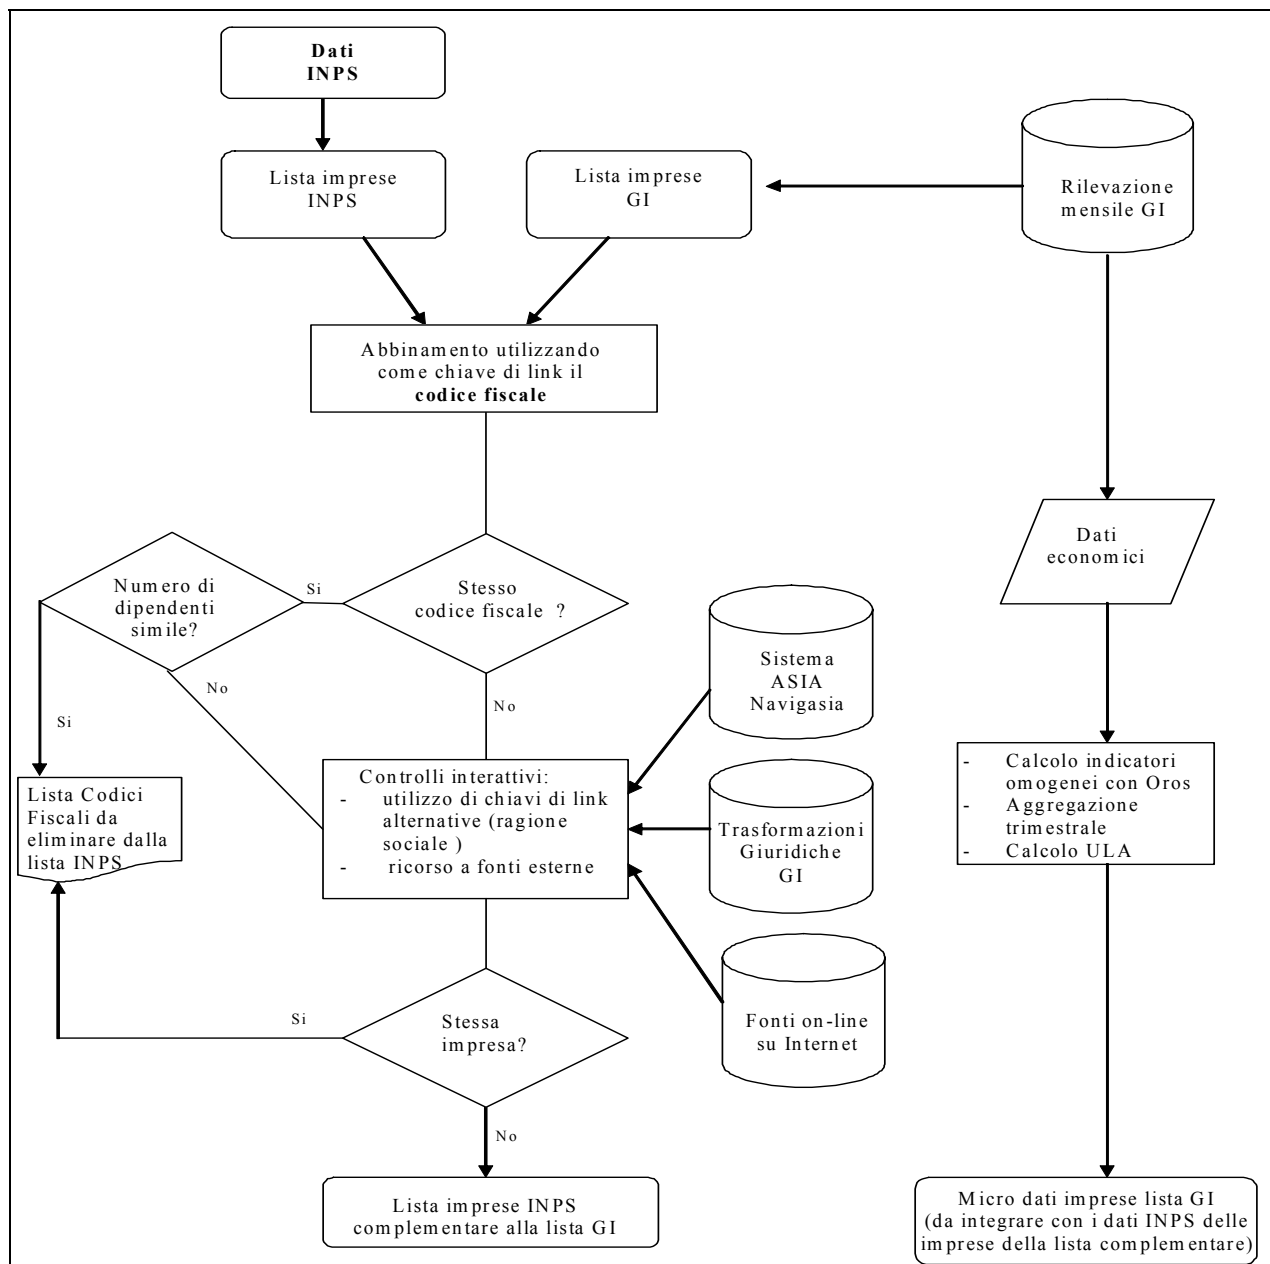 Dati
INPS
Lista imprese
INPS
Lista imprese
GI
Rilevazione
mensile GI
Abbinamento utilizzando
come chiave di link il
codice fiscale
Numero di
dipendenti
simile?
Si
Stesso
codice fiscale ?
Dati
economici
Sistema
ASIA
Navigasia
No
No
Si
Lista Codici
Fiscali da
eliminare dalla
lista INPS
Controlli interattivi:
- utilizzo di chiavi di link
alternative (ragione
sociale )
- ricorso a fonti esterne
Trasformazioni
Giuridiche
GI
- Calcolo indicatori
omogenei con Oros
- Aggregazione
trimestrale
- Calcolo ULA
Si
Stessa
impresa?
Fonti on-line
su Internet
No
Lista imprese INPS
complementare alla lista GI
Micro dati imprese lista GI
(da integrare con i dati INPS delle
imprese della lista complementare)